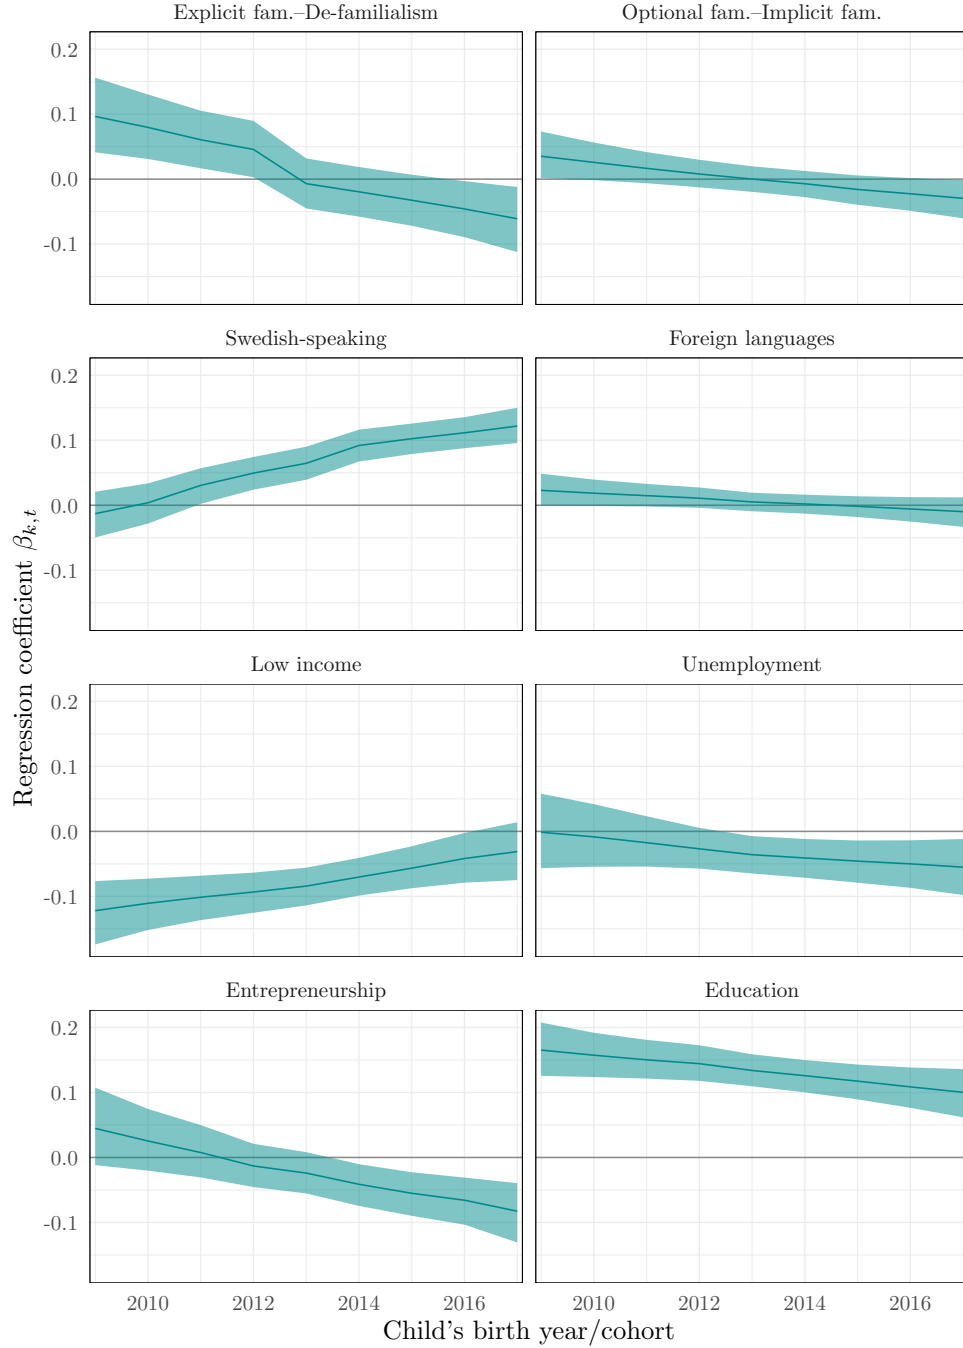 Explicit fam.–De-familialism
Optional fam.–Implicit fam.
0.2
0.1
0.0
-0.1
Swedish-speaking
Foreign languages
0.2
0.1
0.0
-0.1
Low income
Unemployment
0.2
0.1
0.0
-0.1
Entrepreneurship
Education
0.2
0.1
0.0
-0.1
2010 2012 2014 2016
2010 2012 2014 2016
Child's birth year/cohort
Regression coefficient βk,t